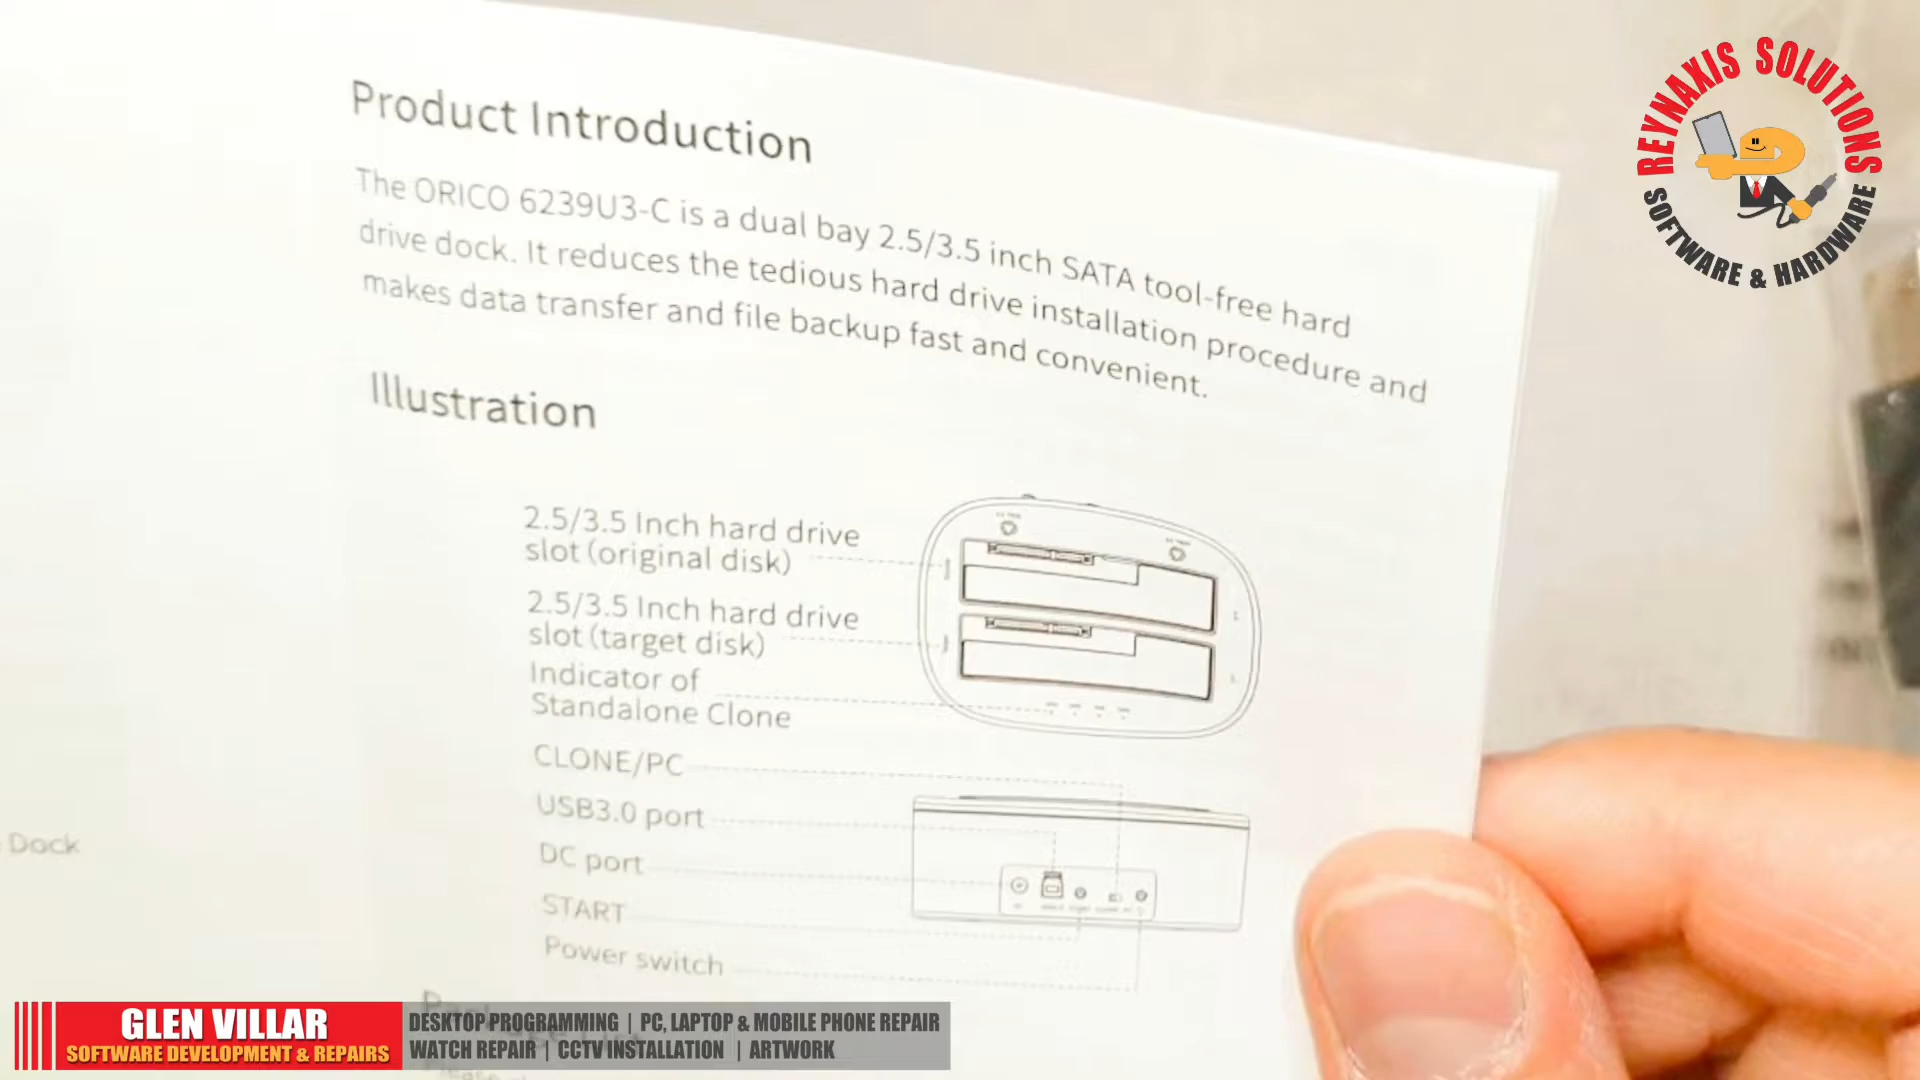 Product Introduction
The ORICO 6239U3-C is a dual bay 2.5/3.5 inch SATA tool-free hard
drive dock. It reduces the tedious hard drive installation procedure and
makes data transfer and file backup fast and convenient.
Illustration
2.5/3.5 Inch hard drive
slot (original disk)
2.5/3.5 Inch hard drive
slot (target disk)
Indicator of
Standalone Clone
CLONE/PC
USB3.0 port
DC port
START
Power switch
Dock
REYNAXIS SOLUTIONS
SOFTWARE & HARDWARE
GLEN VILLAR
SOFTWARE DEVELOPMENT & REPAIRS
DESKTOP PROGRAMMING | PC, LAPTOP & MOBILE PHONE REPAIR
WATCH REPAIR | CCTV INSTALLATION | ARTWORK